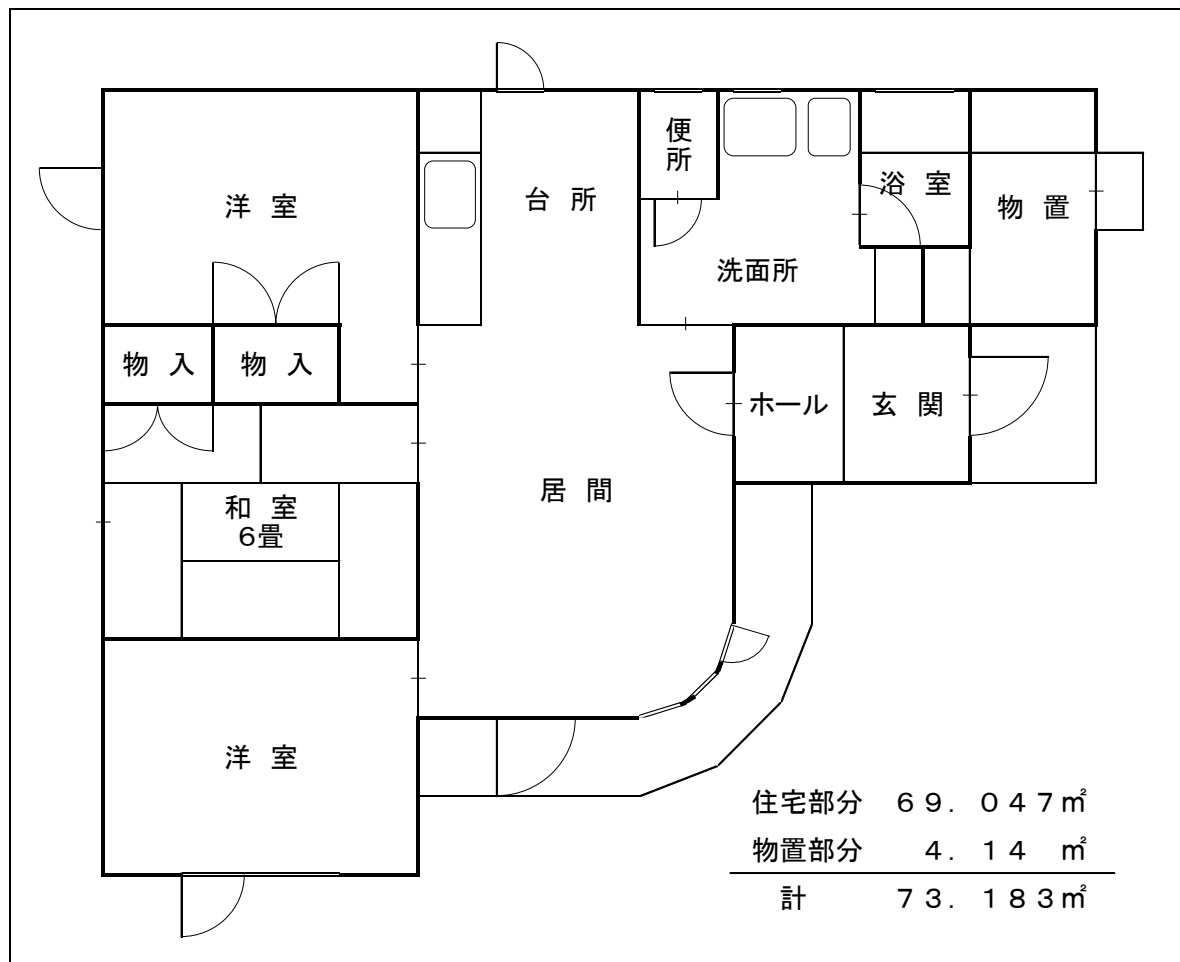 便所
洋 室
台 所
浴 室
物 置
洗面所
物 入
物 入
ホール
玄 関
居 間
和 室
6畳
洋 室
住宅部分 69.047㎡
物置部分 4.14 ㎡
計 73.183㎡